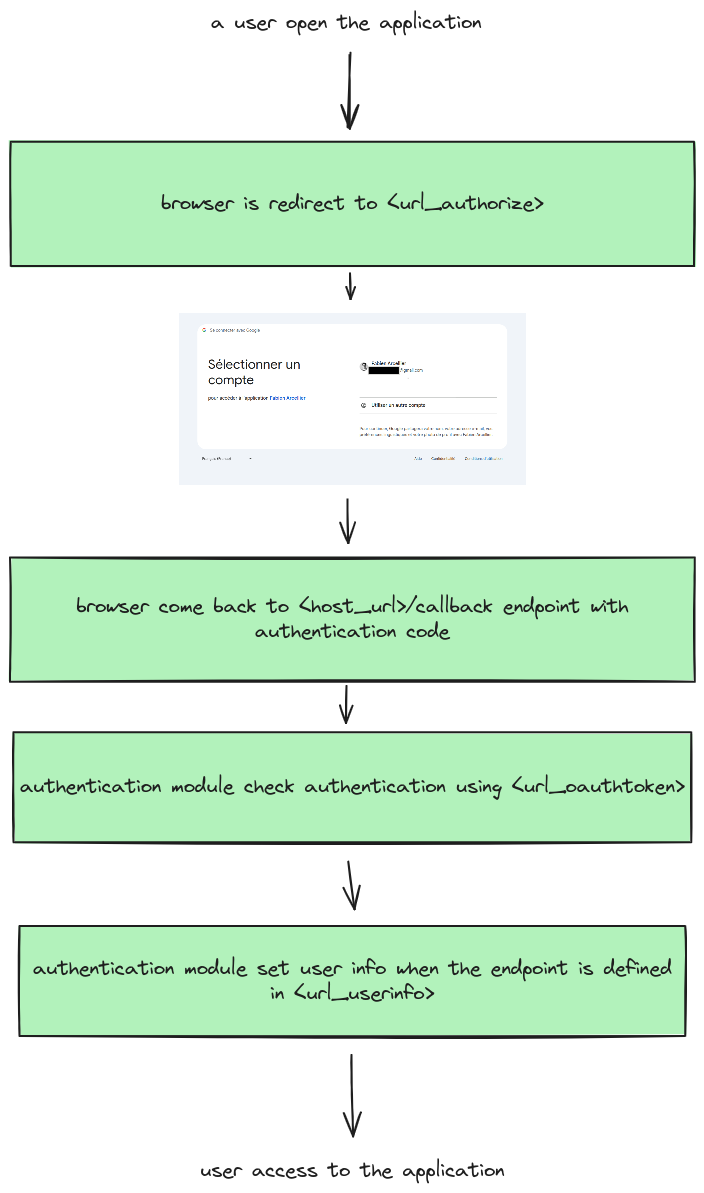 a user open the application
browser is redirect to <url_authorize>
G Se connecter avec Google
Sélectionner un
compte
pour accéder à l'application Fabien Arcellier
Fabien Arcellier
@gmail.com
Utiliser un autre compte
Google
Fabien Arcellier
Français
Aide Confidentialité Conditions d'utilisation
browser come back to <host_url>/callback endpoint with
authentication code
authentication module check authentication using <url_oauthtoken>
authentication module set user info when the endpoint is defined
in <url_userinfo>
user access to the application